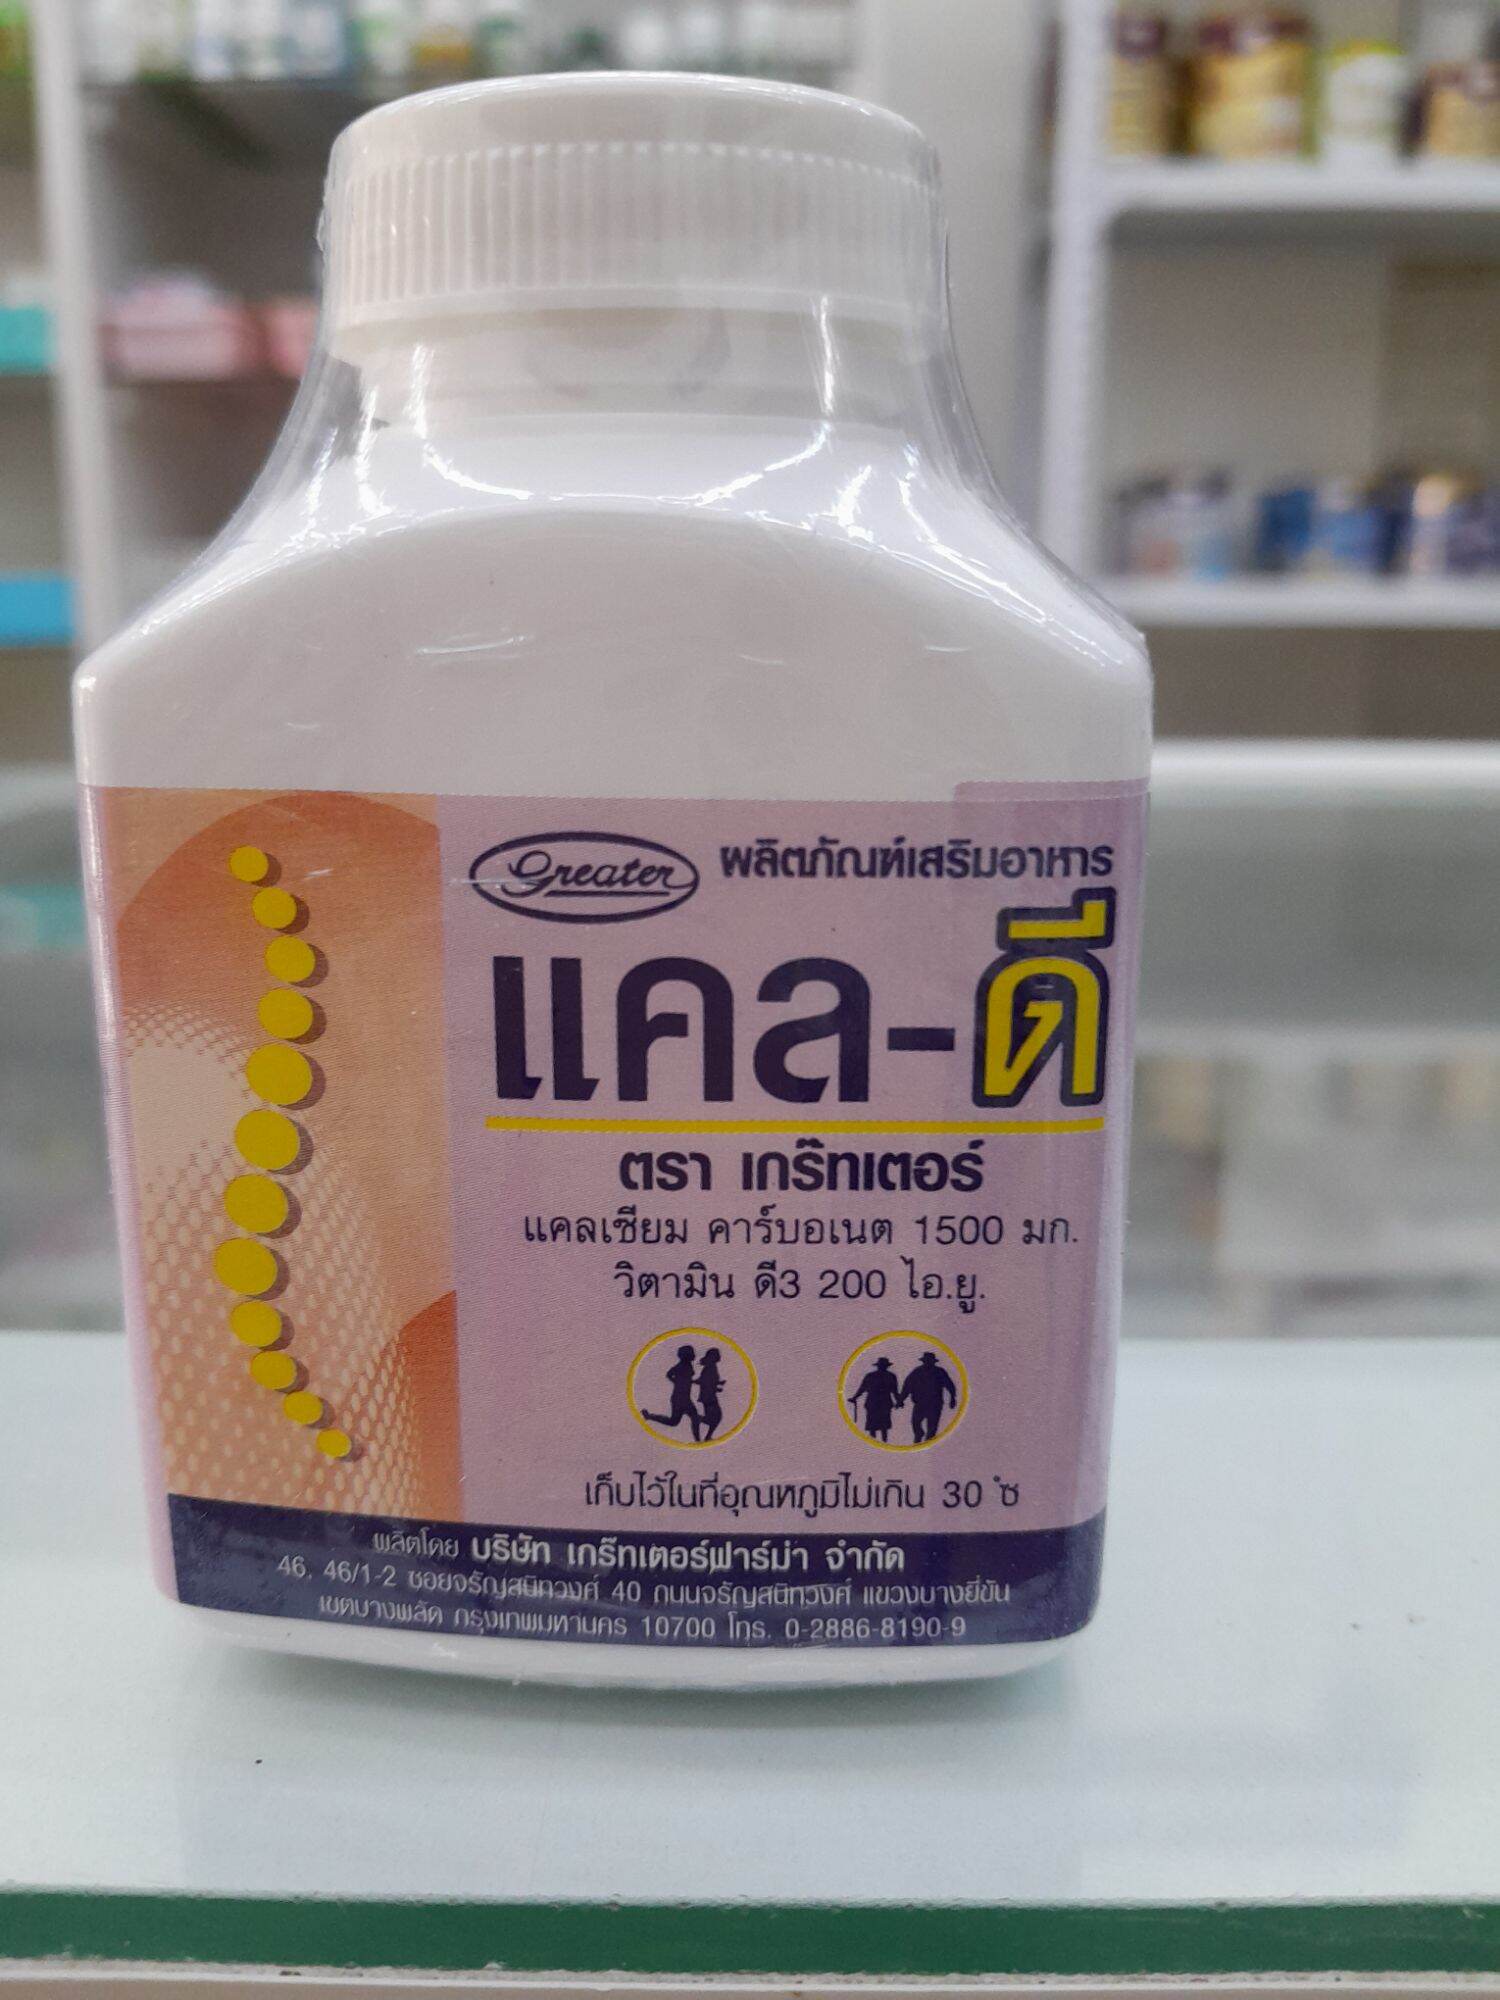 Greater ผลิตภัณฑ์เสริมอาหาร
แคล-ดี
ตรา เกร๊ทเตอร์
แคลเซียม คาร์บอเนต 1500 มก.
วิตามิน ดี3 200 ไอ.ยู.
เก็บไว้ในที่อุณหภูมิไม่เกิน 30 °ซ
ผลิตโดย บริษัท เกร๊ทเตอร์ฟาร์ม่า จำกัด
46, 46/1-2 ซอยจรัญสนิทวงศ์ 40 ถนนจรัญสนิทวงศ์ แขวงบางยี่ขัน
เขตบางพลัด กรุงเทพมหานคร 10700 โทร. 0-2886-8190-9